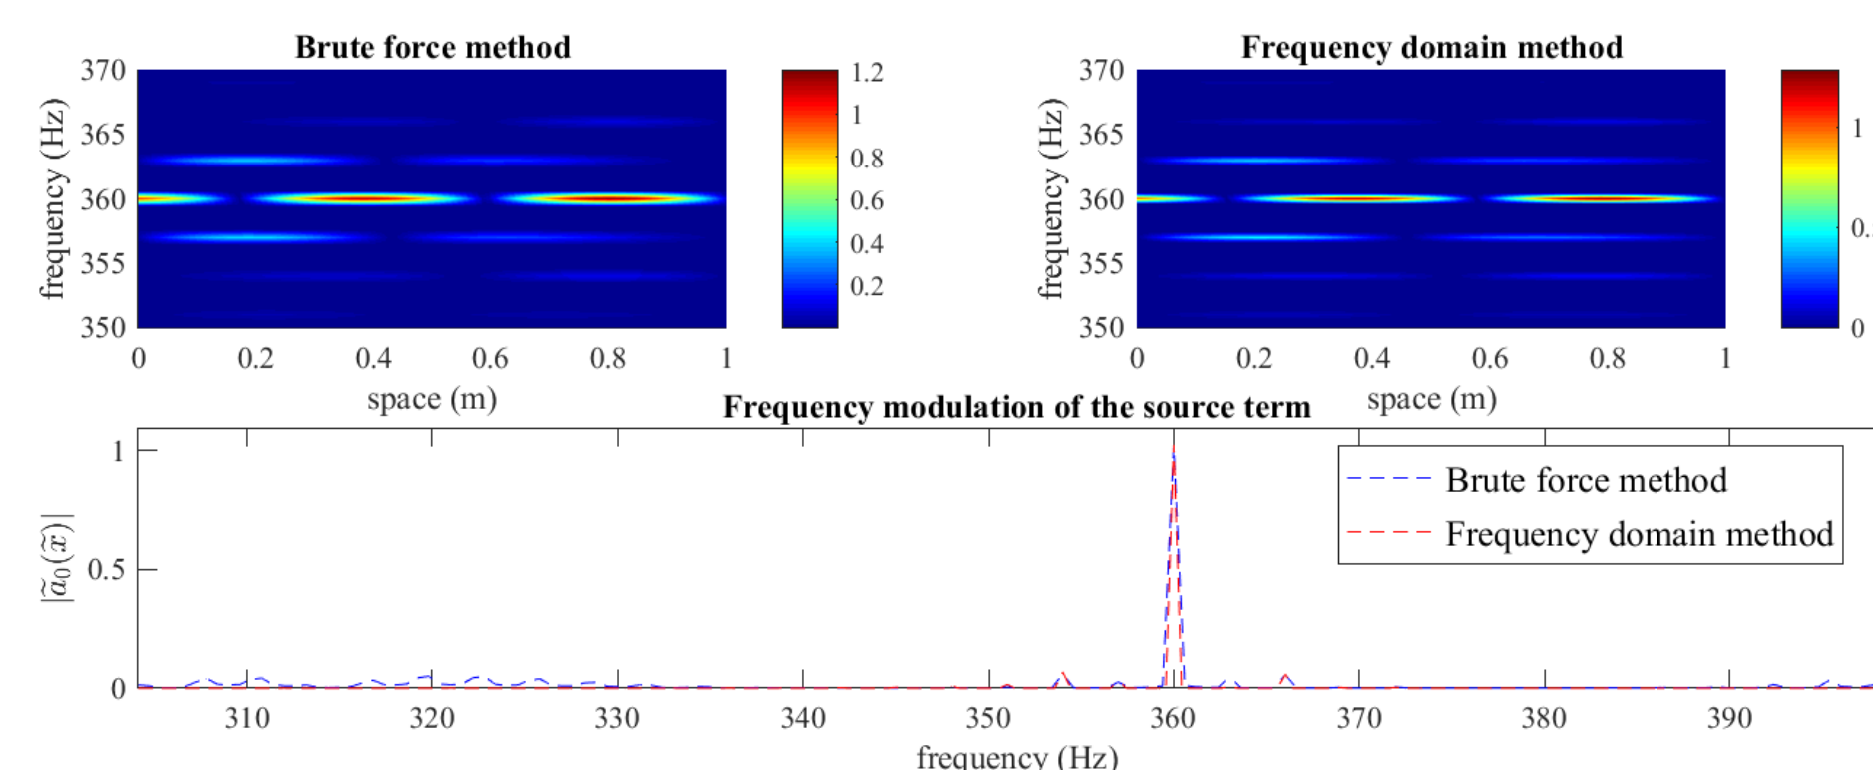 Brute force method
370
365
360
355
350
frequency (Hz)
0 0.2 0.4 0.6 0.8 1
space (m)
1.2
1
0.8
0.6
0.4
0.2
Frequency domain method
370
365
360
355
350
frequency (Hz)
0 0.2 0.4 0.6 0.8 1
space (m)
1
0.
0
Frequency modulation of the source term
1
0.5
0
|ã₀(x̃)|
Brute force method
Frequency domain method
310 320 330 340 350 360 370 380 390
frequency (Hz)